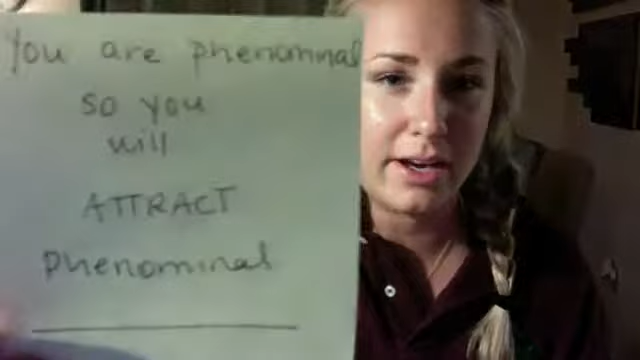 You are phenominal
so you
will
ATTRACT
phenominal